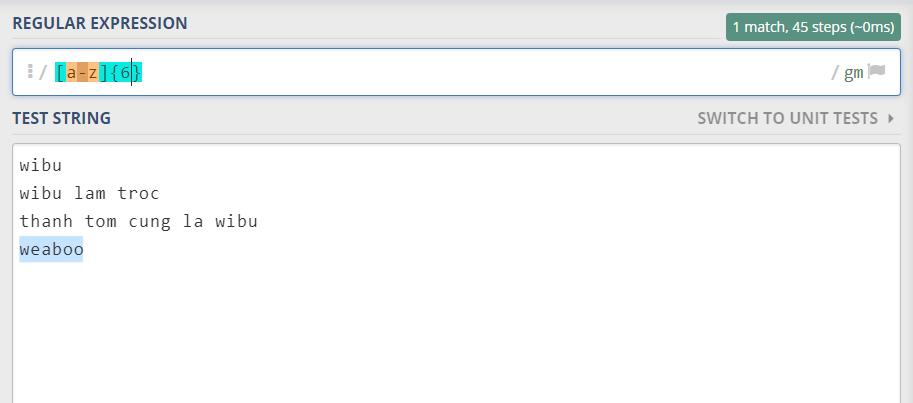 REGULAR EXPRESSION
1 match, 45 steps (~0ms)
/ [a-z]{6}
/ gm
TEST STRING
SWITCH TO UNIT TESTS
wibu
wibu lam troc
thanh tom cung la wibu
weaboo